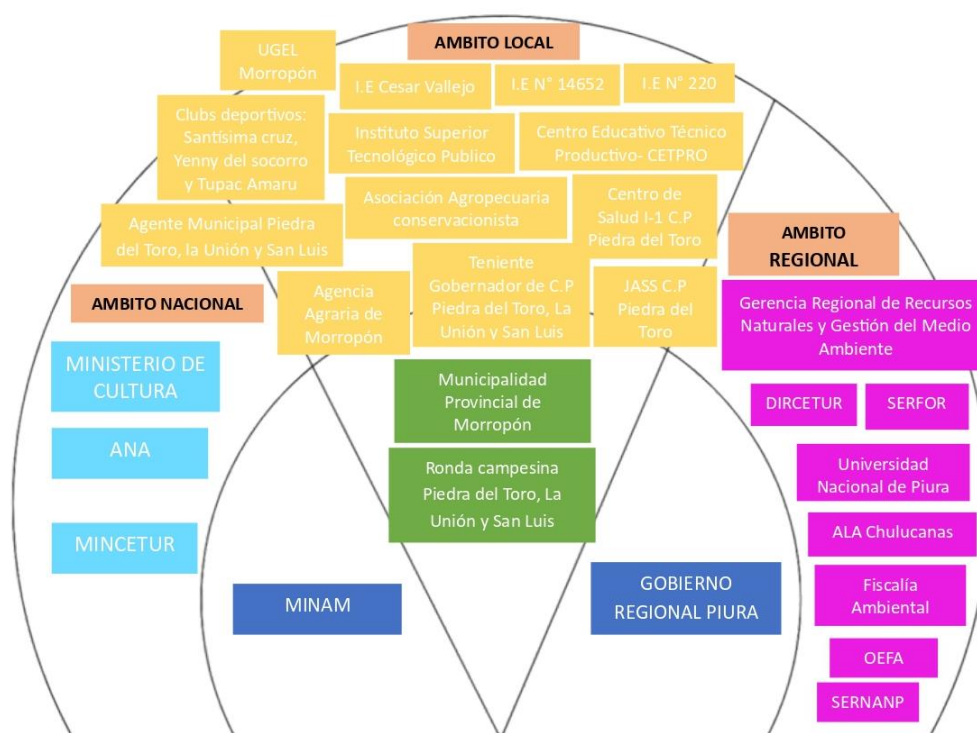 AMBITO LOCAL
UGEL
Morropón
I.E Cesar Vallejo
I.E N° 14652
I.E N° 220
Clubs deportivos:
Santísima cruz,
Yenny del socorro
y Tupac Amaru
Instituto Superior
Tecnológico Publico
Centro Educativo Técnico
Productivo- CETPRO
Asociación Agropecuaria
conservacionista
Centro de
Salud I-1 C.P
Piedra del Toro
Agente Municipal Piedra
del Toro, la Unión y San Luis
Teniente
Gobernador de C.P
Piedra del Toro, La
Unión y San Luis
Agencia
Agraria de
Morropón
JASS C.P
Piedra del
Toro
AMBITO NACIONAL
MINISTERIO DE
CULTURA
ANA
MINCETUR
Municipalidad
Provincial de
Morropón
Ronda campesina
Piedra del Toro, La
Unión y San Luis
MINAM
GOBIERNO
REGIONAL PIURA
AMBITO
REGIONAL
Gerencia Regional de Recursos
Naturales y Gestión del Medio
Ambiente
DIRCETUR
SERFOR
Universidad
Nacional de Piura
ALA Chulucanas
Fiscalía
Ambiental
OEFA
SERNANP